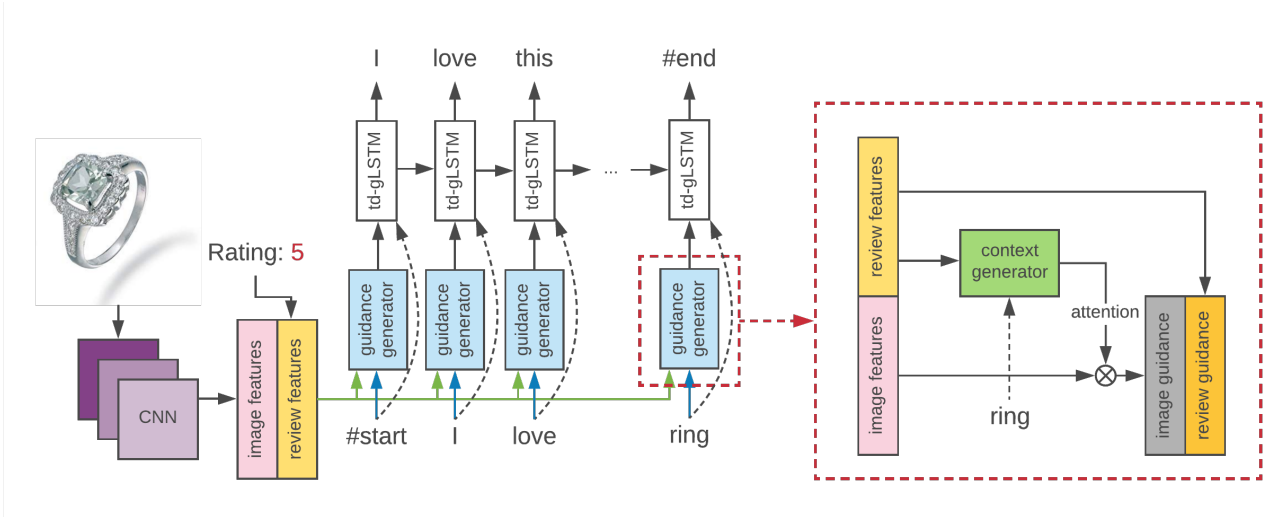 I love this #end
td-gLSTM td-gLSTM td-gLSTM ... td-gLSTM
Rating: 5
guidance generator
guidance generator
guidance generator
guidance generator
CNN
image features
review features
#start I love ring
review features
image features
context
generator
attention
ring
image guidance
review guidance